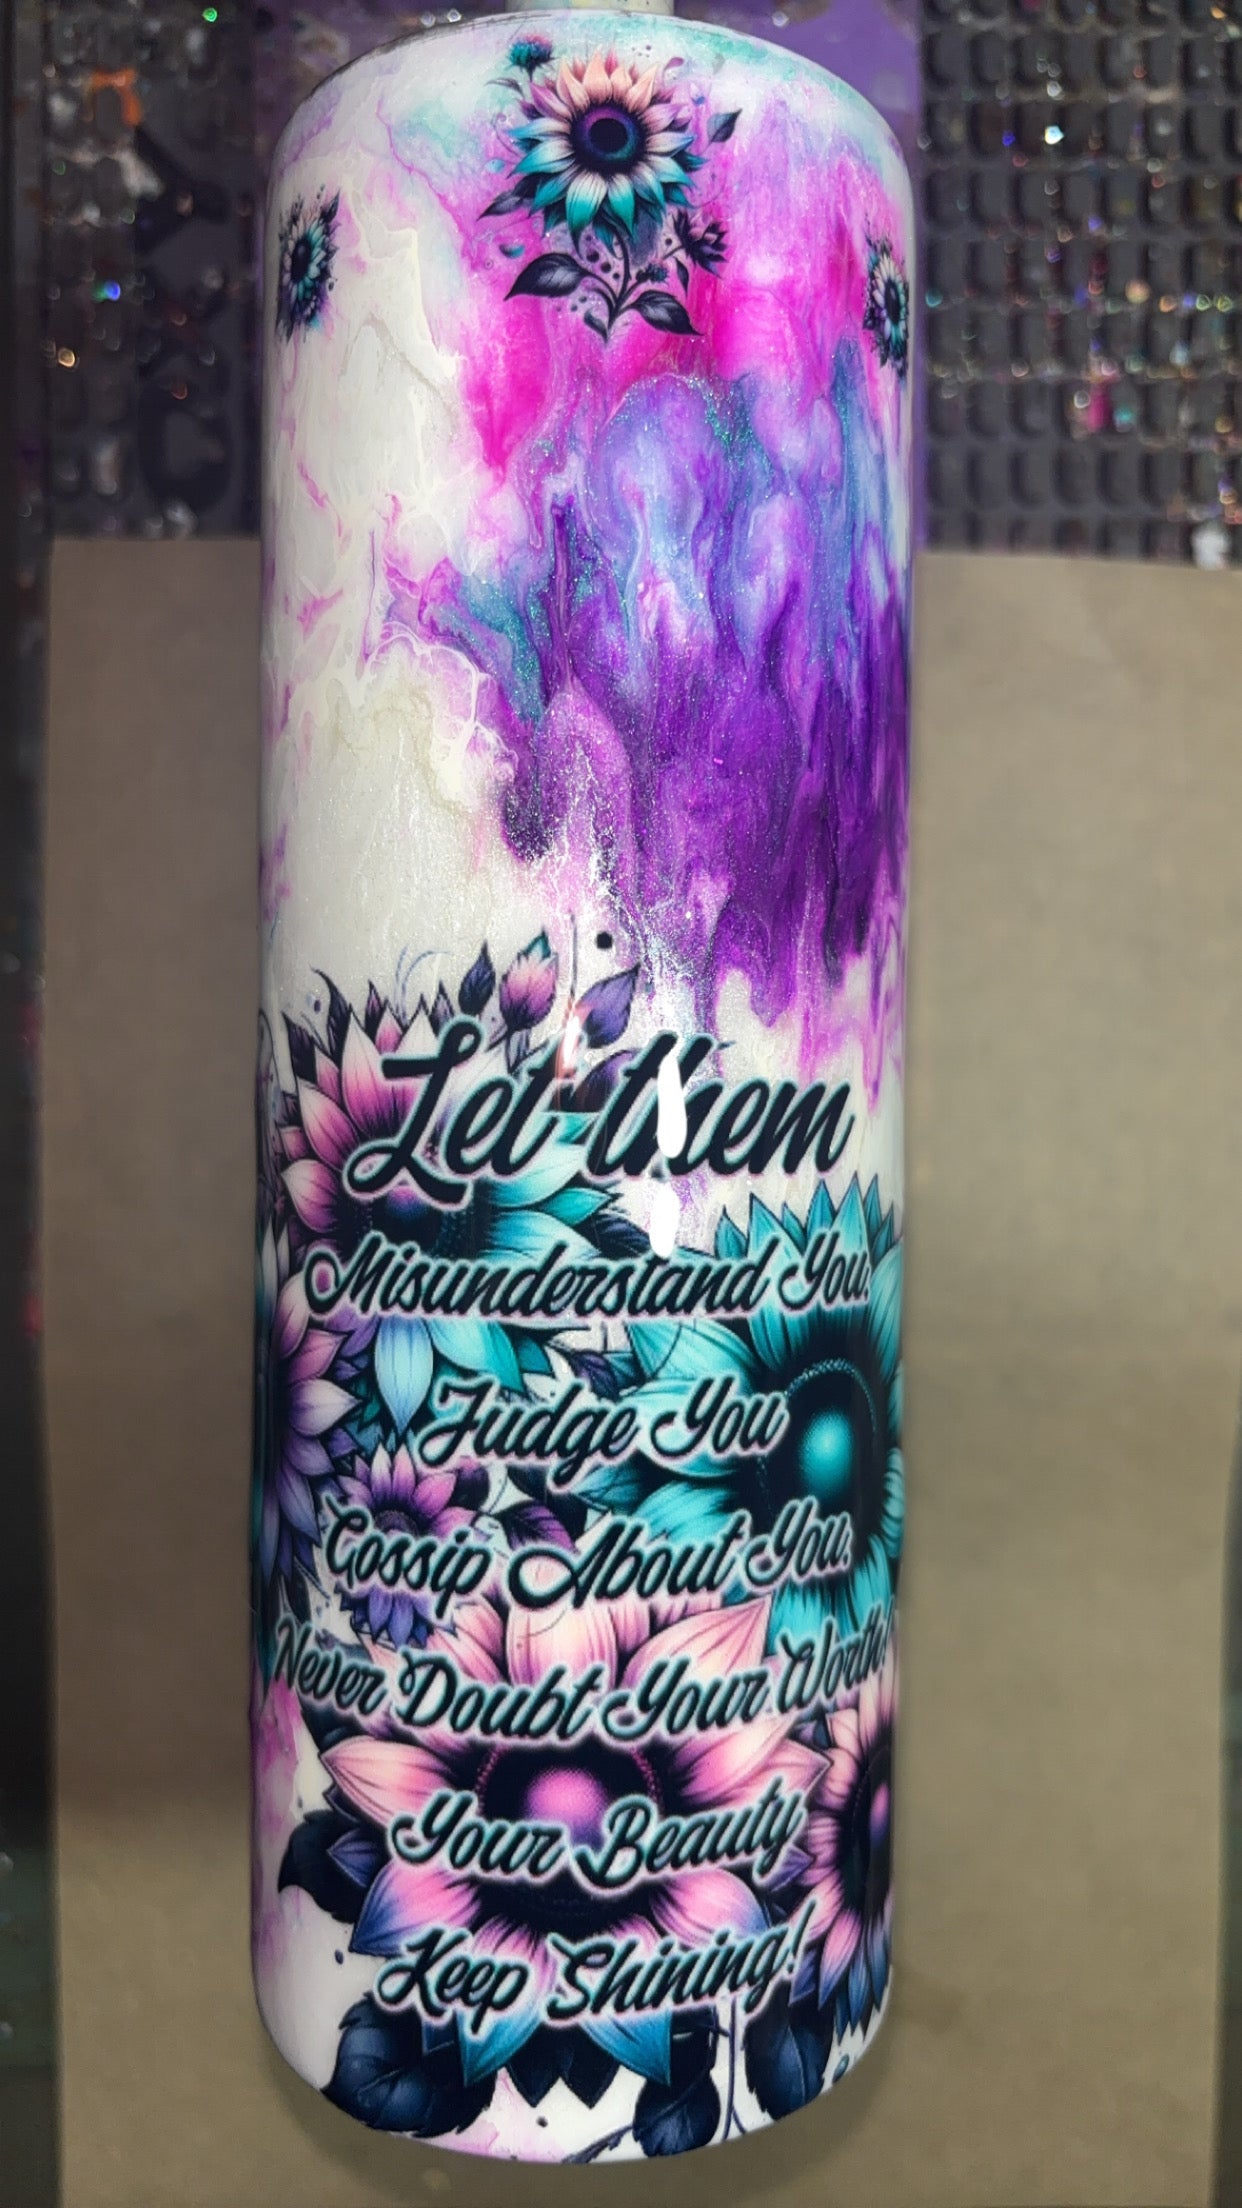 Let them
Misunderstand You.
Judge You
Gossip About You.
Never Doubt Your Worth!
Your Beauty
Keep Shining!